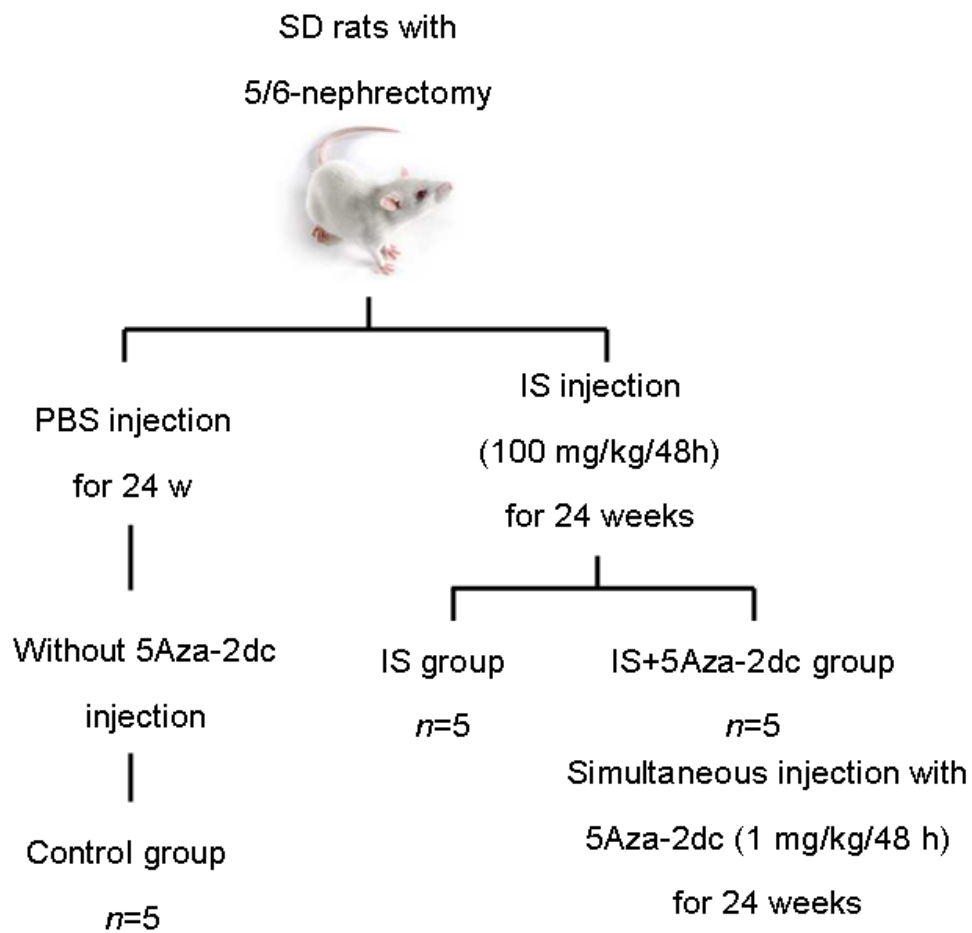 SD rats with
5/6-nephrectomy
PBS injection
for 24 w
Without 5Aza-2dc
injection
Control group
n=5
IS injection
(100 mg/kg/48h)
for 24 weeks
IS group
n=5
IS+5Aza-2dc group
n=5
Simultaneous injection with
5Aza-2dc (1 mg/kg/48 h)
for 24 weeks